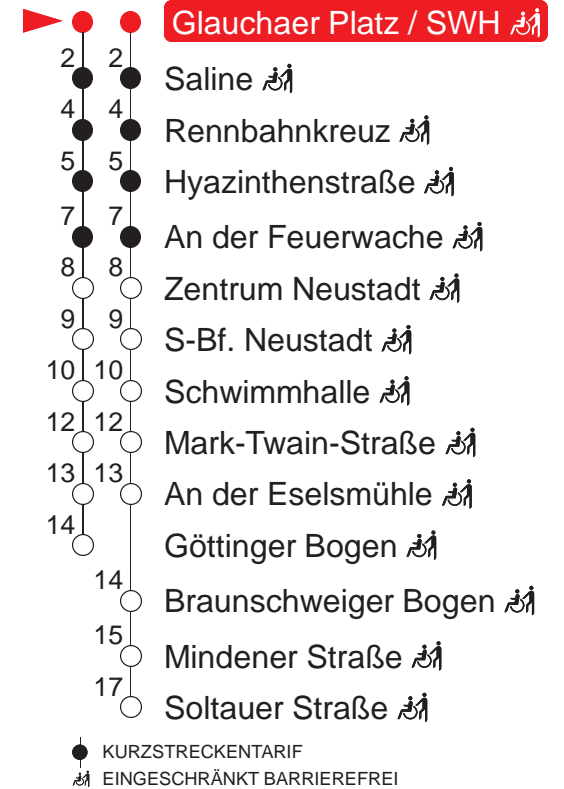 Glauchaer Platz / SWH
2 2 Saline
4 4 Rennbahnkreuz
5 5 Hyazinthenstraße
7 7 An der Feuerwache
8 8 Zentrum Neustadt
9 9 S-Bf. Neustadt
10 10 Schwimmhalle
12 12 Mark-Twain-Straße
13 13 An der Eselsmühle
14 Göttinger Bogen
14 Braunschweiger Bogen
15 Mindener Straße
17 Soltauer Straße
KURZSTRECKENTARIF
EINGESCHRÄNKT BARRIEREFREI